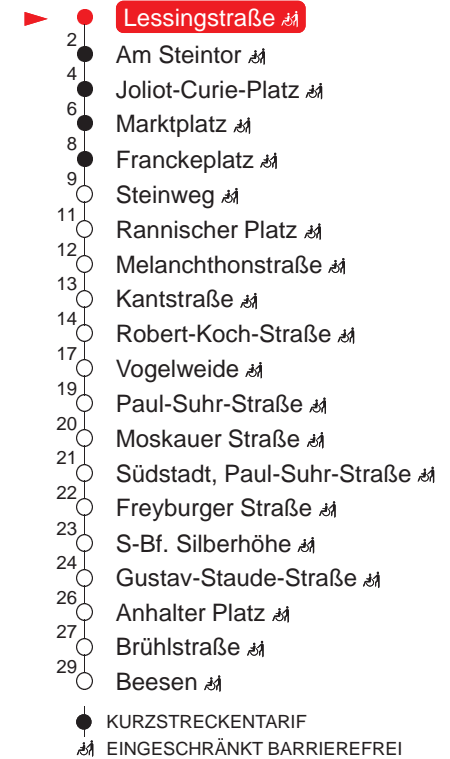 Lessingstraße
2
Am Steintor
4
Joliot-Curie-Platz
6
Marktplatz
8
Franckeplatz
9
Steinweg
11
Rannischer Platz
12
Melanchthonstraße
13
Kantstraße
14
Robert-Koch-Straße
17
Vogelweide
19
Paul-Suhr-Straße
20
Moskauer Straße
21
Südstadt, Paul-Suhr-Straße
22
Freyburger Straße
23
S-Bf. Silberhöhe
24
Gustav-Staude-Straße
26
Anhalter Platz
27
Brühlstraße
29
Beesen
KURZSTRECKENTARIF
EINGESCHRÄNKT BARRIEREFREI